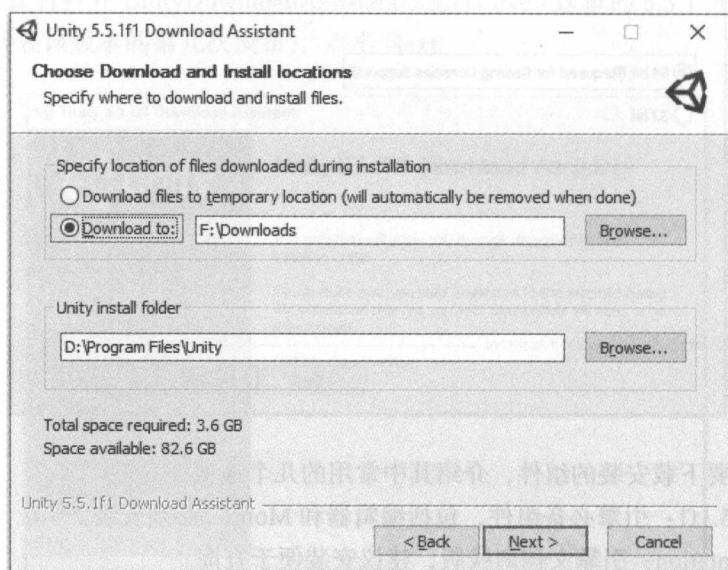 Unity 5.5.1f1 Download Assistant
Choose Download and Install locations
Specify where to download and install files.
Specify location of files downloaded during installation
Download files to temporary location (will automatically be removed when done)
Download to: F:\Downloads Browse...
Unity install folder
D:\Program Files\Unity Browse...
Total space required: 3.6 GB
Space available: 82.6 GB
Unity 5.5.1f1 Download Assistant
< Back Next > Cancel